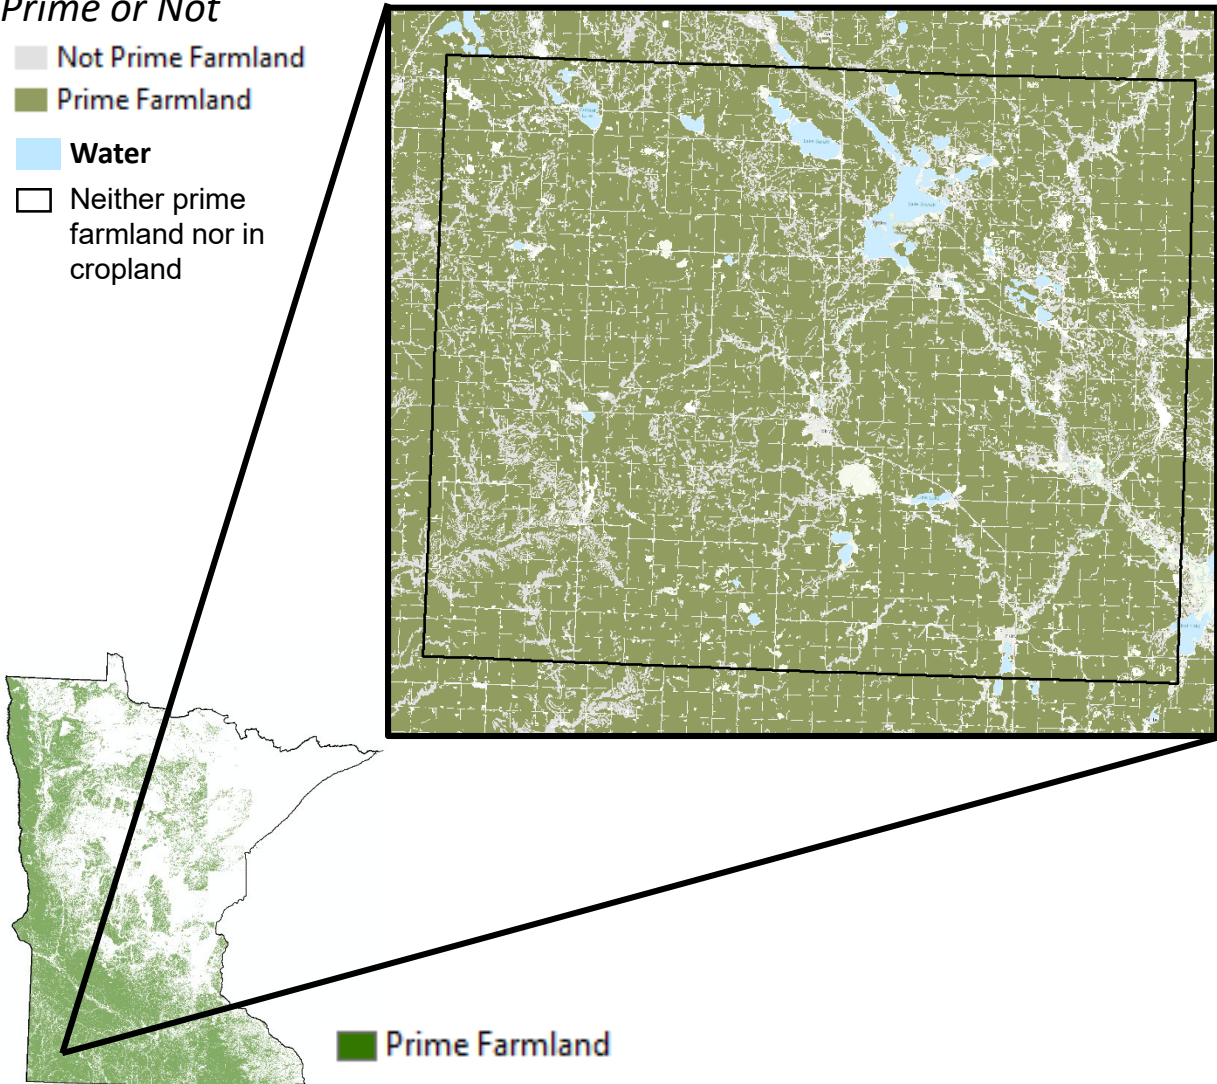 Prime or Not
Not Prime Farmland
Prime Farmland
Water
Neither prime
farmland nor in
cropland
Prime Farmland